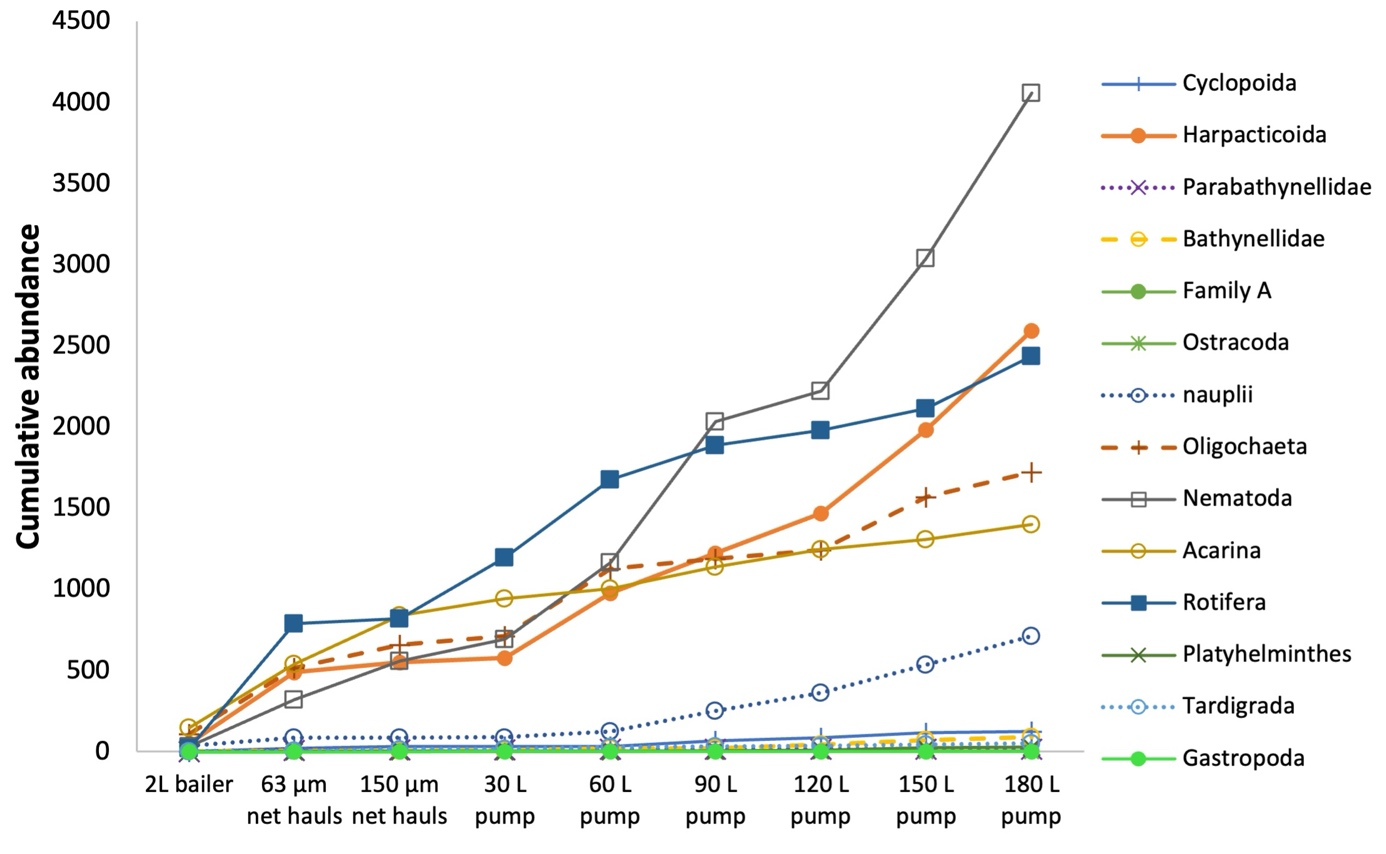 Cumulative abundance
4500
4000
3500
3000
2500
2000
1500
1000
500
0
2L bailer
63 µm
net hauls
150 µm
net hauls
30 L
pump
60 L
pump
90 L
pump
120 L
pump
150 L
pump
180 L
pump
Cyclopoida
Harpacticoida
Parabathynellidae
Bathynellidae
Family A
Ostracoda
nauplii
Oligochaeta
Nematoda
Acarina
Rotifera
Platyhelminthes
Tardigrada
Gastropoda